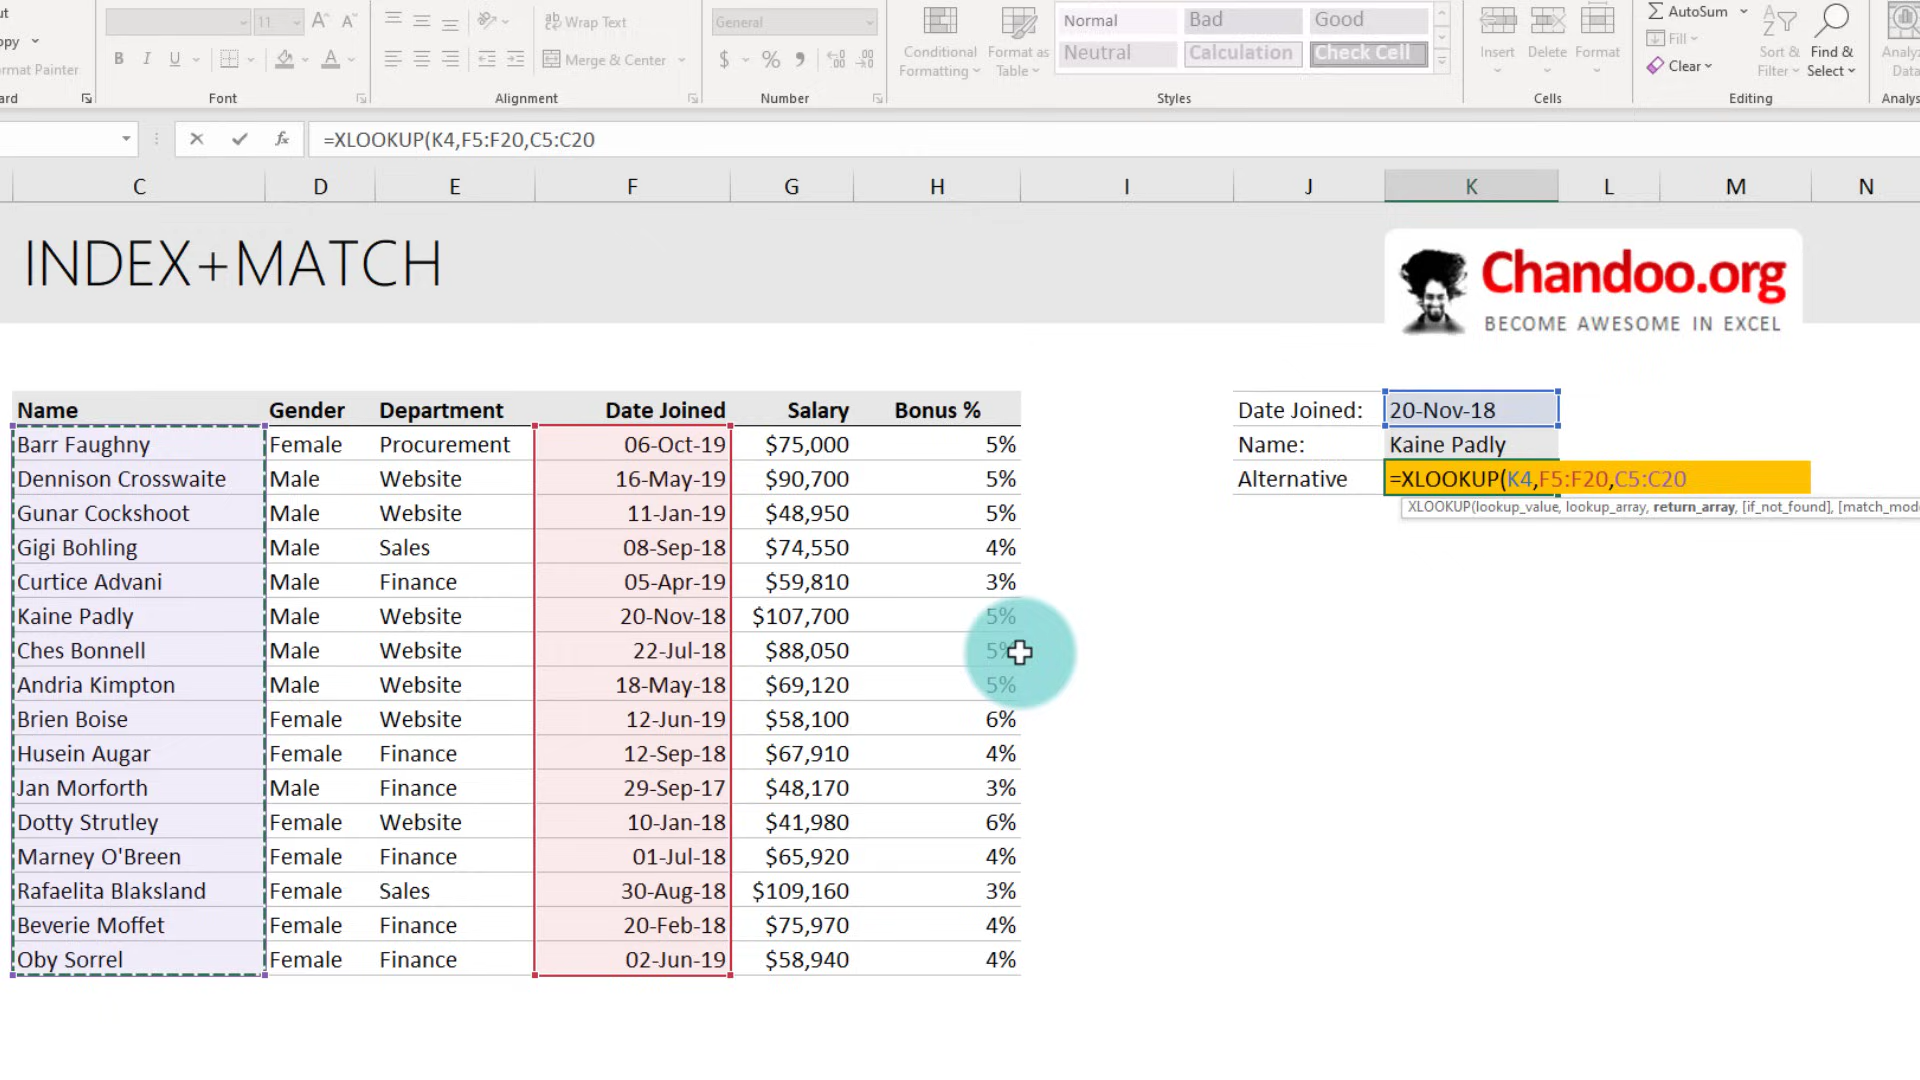 ut
11
Wrap Text
General
Normal
Bad
Good
AutoSum
opy
Conditional
Formatting
Format as
Table
Neutral
Calculation
Check Cell
Insert
Delete
Format
Fill
Sort &
Filter
Find &
Select
Analyz
Data
ormat Painter
B I U
A
Merge & Center
$ % 9
Clear
ard
Font
Alignment
Number
Styles
Cells
Editing
Analys
fx
=XLOOKUP(K4,F5:F20,C5:C20
C D E F G H I J K L M N
INDEX+MATCH
Chandoo.org
BECOME AWESOME IN EXCEL
Name Gender Department Date Joined Salary Bonus %
Barr Faughny Female Procurement 06-Oct-19 $75,000 5%
Dennison Crosswaite Male Website 16-May-19 $90,700 5%
Gunar Cockshoot Male Website 11-Jan-19 $48,950 5%
Gigi Bohling Male Sales 08-Sep-18 $74,550 4%
Curtice Advani Male Finance 05-Apr-19 $59,810 3%
Kaine Padly Male Website 20-Nov-18 $107,700 5%
Ches Bonnell Male Website 22-Jul-18 $88,050 5%
Andria Kimpton Male Website 18-May-18 $69,120 5%
Brien Boise Female Website 12-Jun-19 $58,100 6%
Husein Augar Female Finance 12-Sep-18 $67,910 4%
Jan Morforth Male Finance 29-Sep-17 $48,170 3%
Dotty Strutley Female Website 10-Jan-18 $41,980 6%
Marney O'Breen Female Finance 01-Jul-18 $65,920 4%
Rafaelita Blaksland Female Sales 30-Aug-18 $109,160 3%
Beverie Moffet Female Finance 20-Feb-18 $75,970 4%
Oby Sorrel Female Finance 02-Jun-19 $58,940 4%
Date Joined: 20-Nov-18
Name: Kaine Padly
Alternative =XLOOKUP(K4,F5:F20,C5:C20
XLOOKUP(lookup_value, lookup_array, return_array, [if_not_found], [match_mod